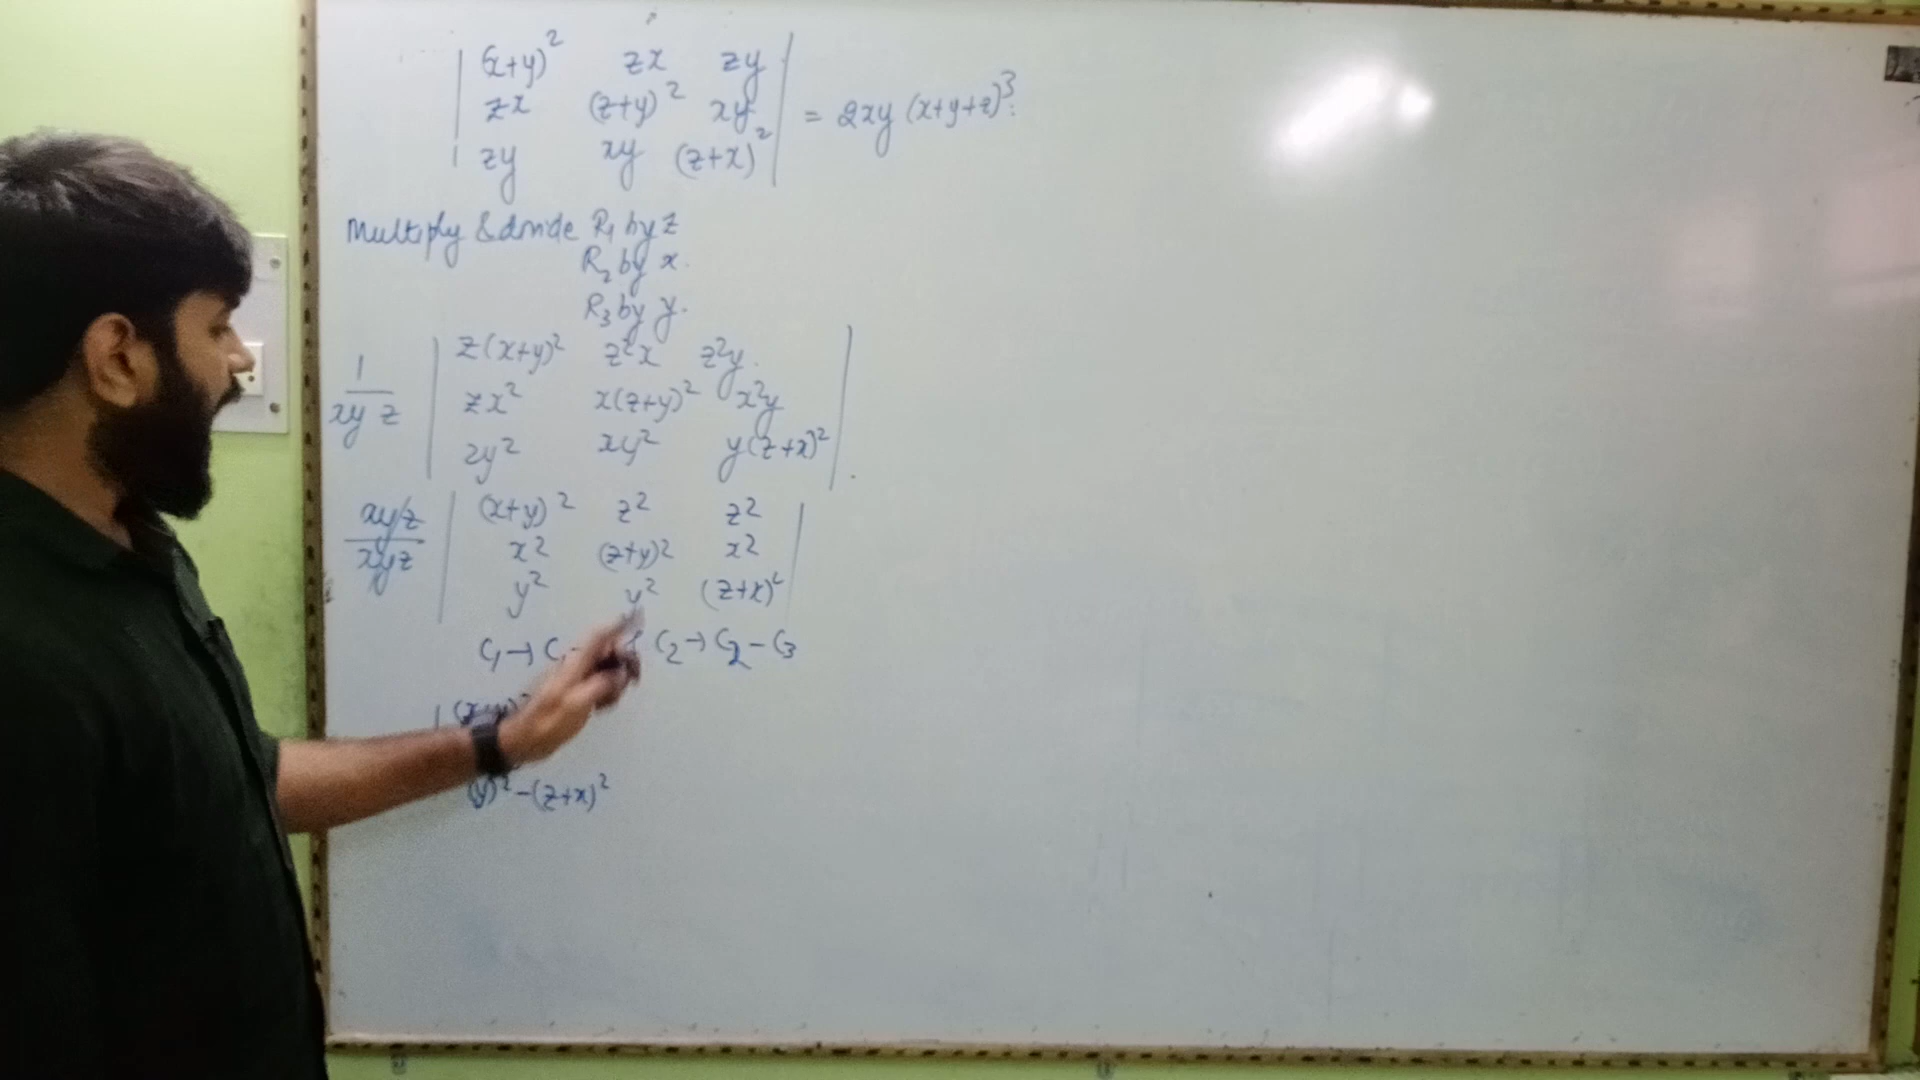 (x+y)² zx zy
zx (z+y)² xy = 2xy (x+y+z)³.
zy xy (z+x)²
Multiply & divide R₁ by z
R₂ by x.
R₃ by y.
z(x+y)² z²x z²y.
1/xyz zx² x(z+y)² x²y
zy² xy² y(z+x)².
(x+y)² z² z²
xyz/xyz x² (z+y)² x²
y² y² (z+x)²
C₁→C₁- & C₂→C₂-C₃
(y)²-(z+x)²